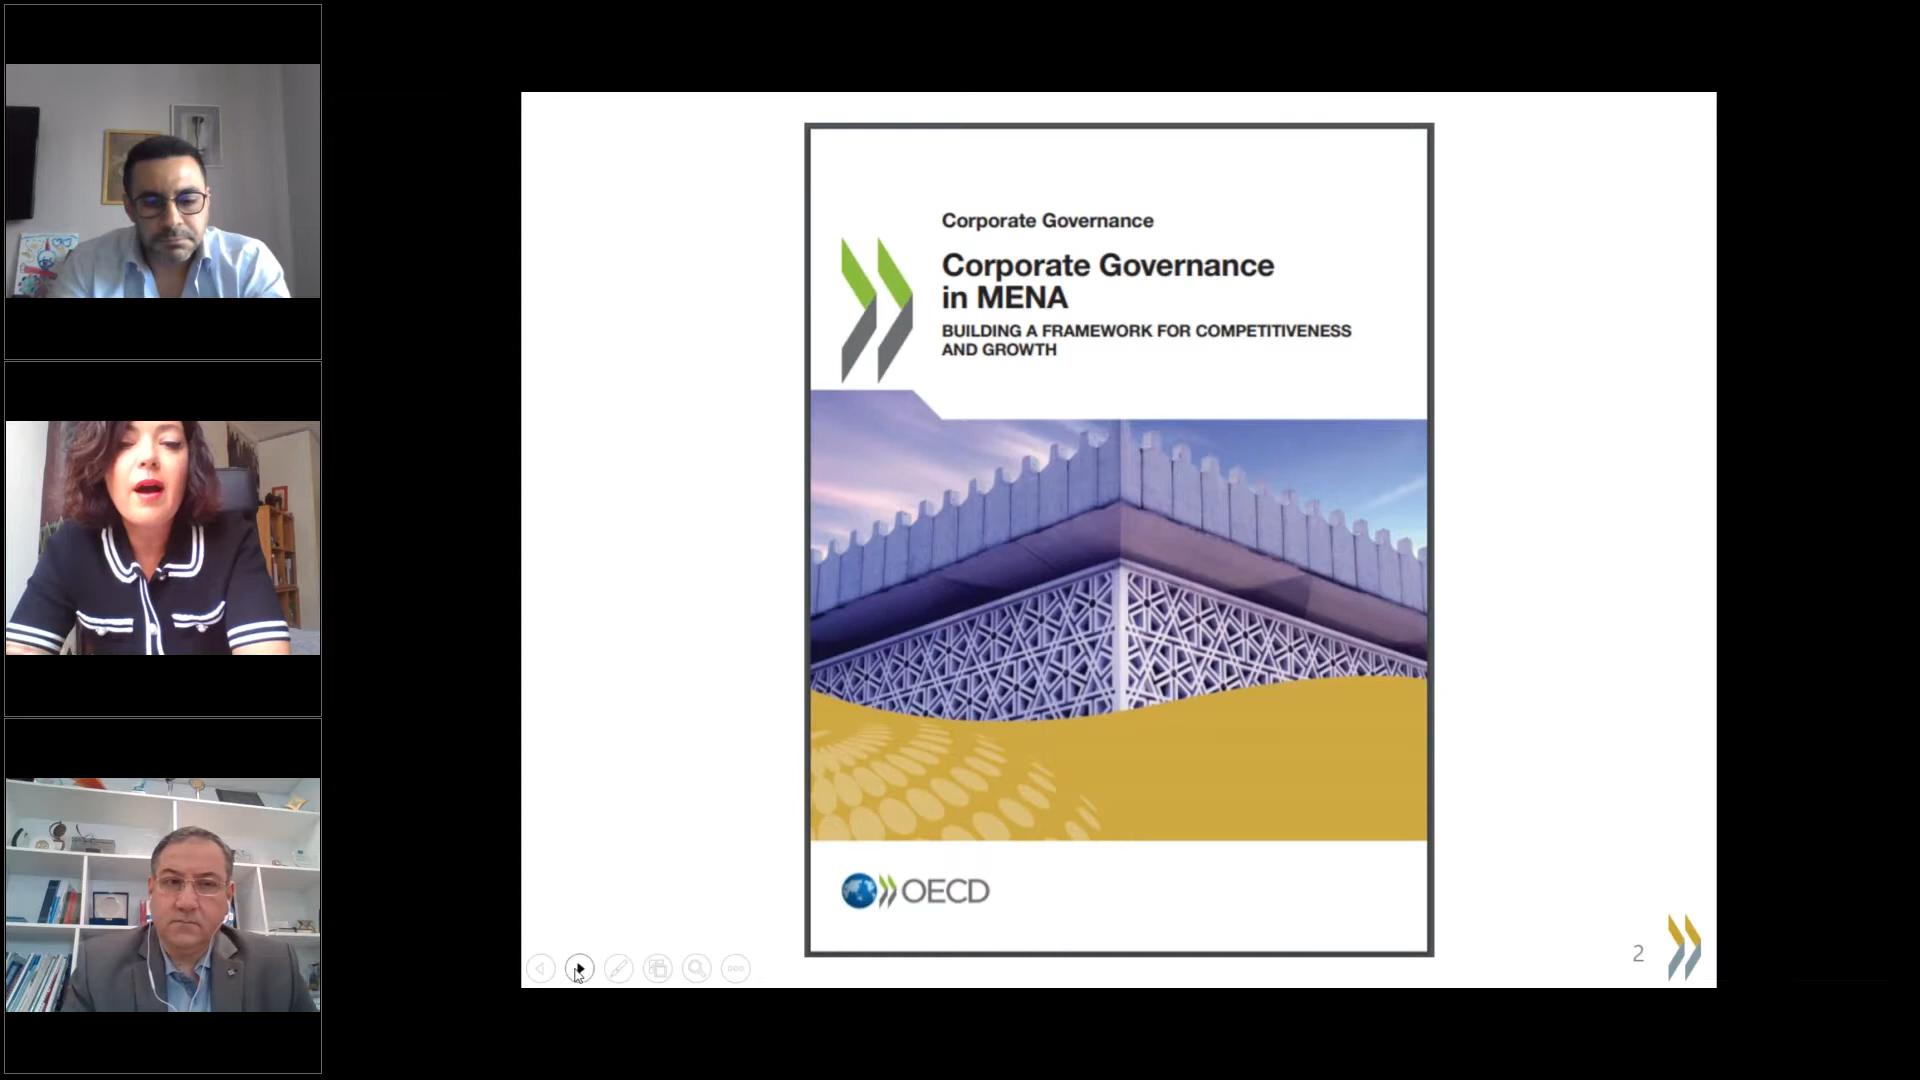 Corporate Governance
Corporate Governance
in MENA
BUILDING A FRAMEWORK FOR COMPETITIVENESS
AND GROWTH
OECD
2